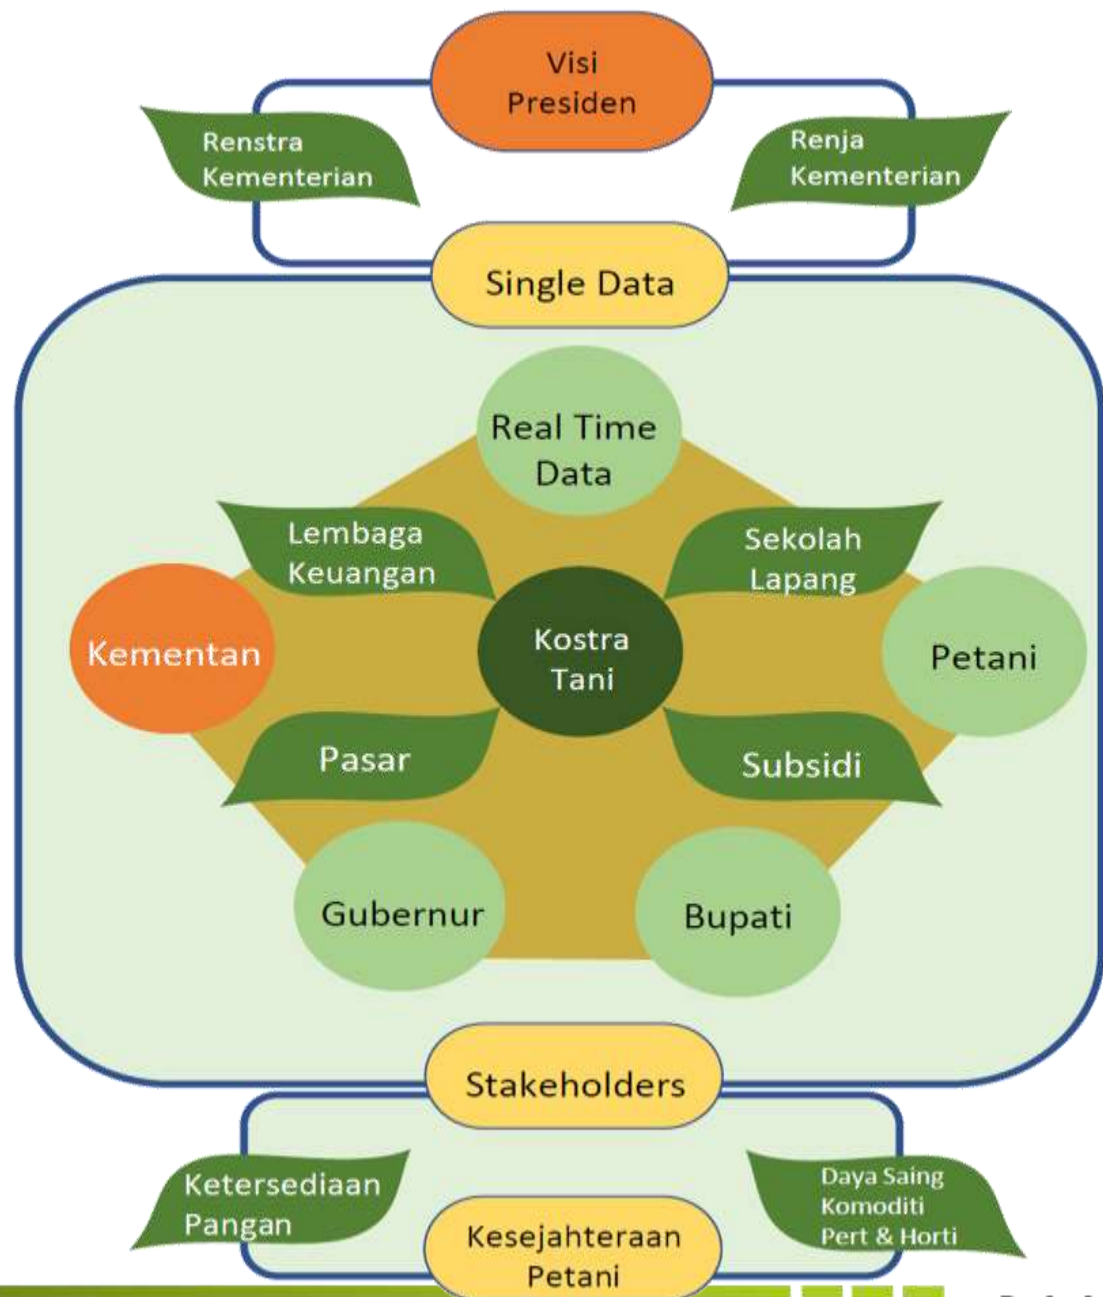 Visi
Presiden
Renstra
Kementerian
Renja
Kementerian
Single Data
Real Time
Data
Lembaga
Keuangan
Sekolah
Lapang
Kementan
Kostra
Tani
Petani
Pasar
Subsidi
Gubernur
Bupati
Stakeholders
Ketersediaan
Pangan
Daya Saing
Komoditi
Pert & Horti
Kesejahteraan
Petani